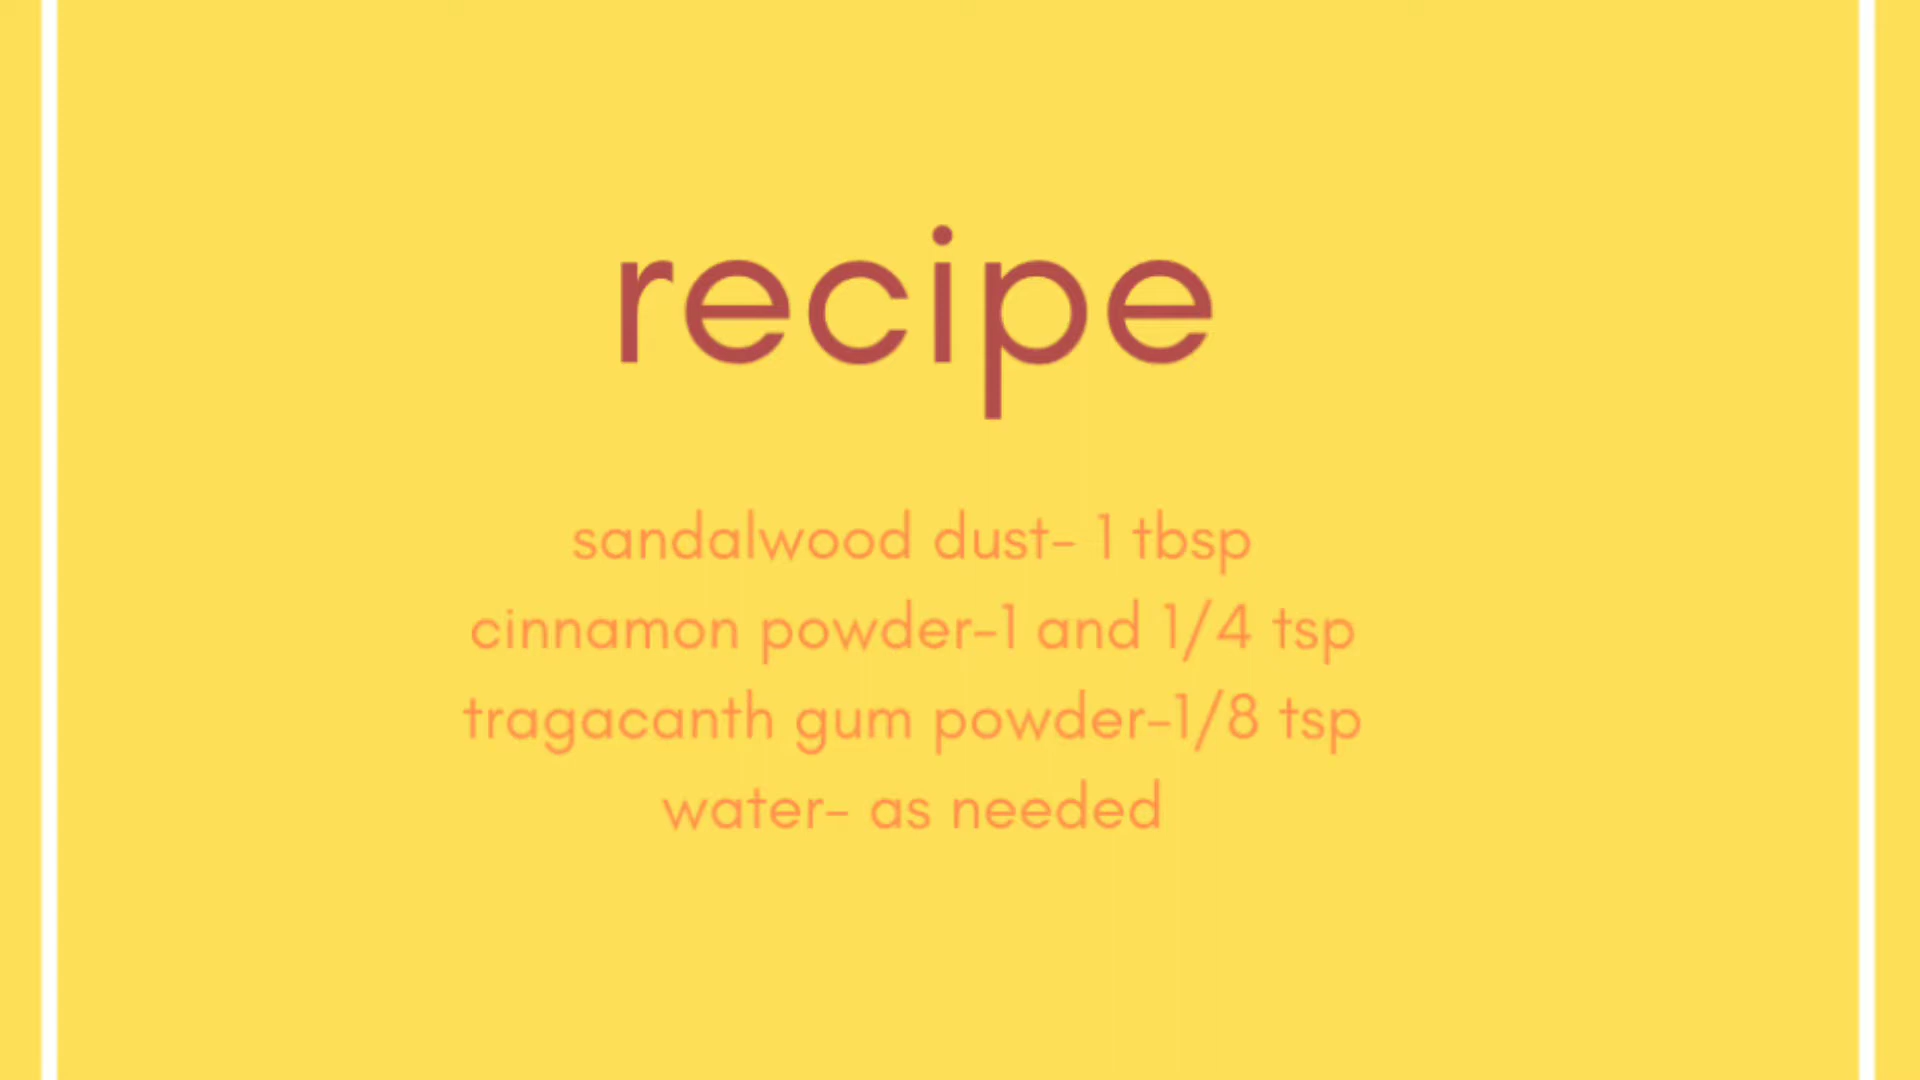 recipe
sandalwood dust- 1 tbsp
cinnamon powder-1 and 1/4 tsp
tragacanth gum powder-1/8 tsp
water- as needed